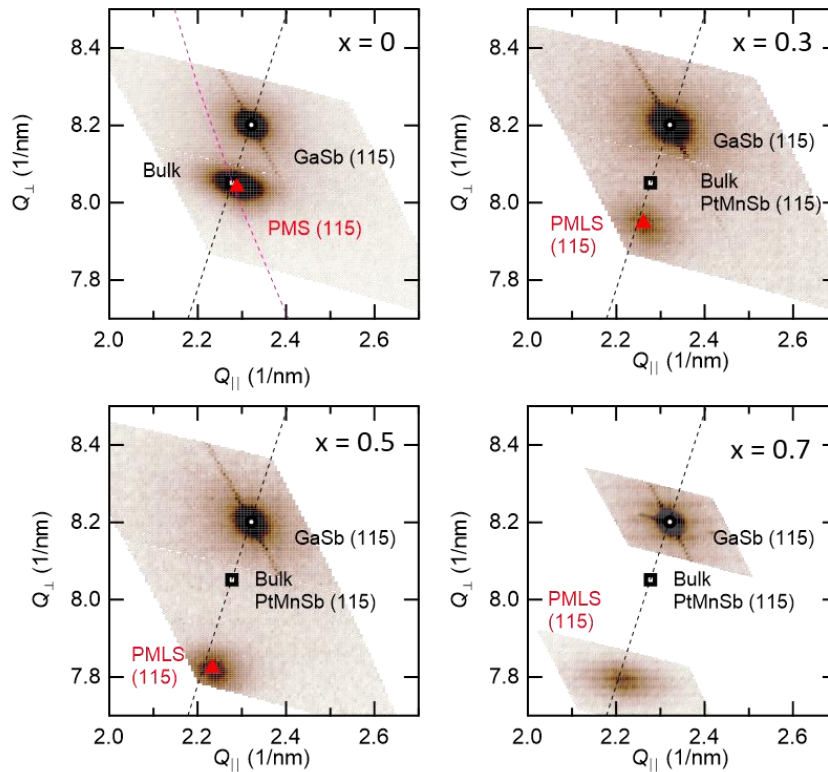 x = 0
8.4
8.2
8.0
7.8
Q⊥ (1/nm)
GaSb (115)
Bulk
PMS (115)
2.0 2.2 2.4 2.6
Q|| (1/nm)
x = 0.3
8.4
8.2
8.0
7.8
Q⊥ (1/nm)
GaSb (115)
Bulk
PtMnSb (115)
PMLS
(115)
2.0 2.2 2.4 2.6
Q|| (1/nm)
x = 0.5
8.4
8.2
8.0
7.8
Q⊥ (1/nm)
GaSb (115)
Bulk
PtMnSb (115)
PMLS
(115)
2.0 2.2 2.4 2.6
Q|| (1/nm)
x = 0.7
8.4
8.2
8.0
7.8
Q⊥ (1/nm)
GaSb (115)
Bulk
PtMnSb (115)
PMLS
(115)
2.0 2.2 2.4 2.6
Q|| (1/nm)